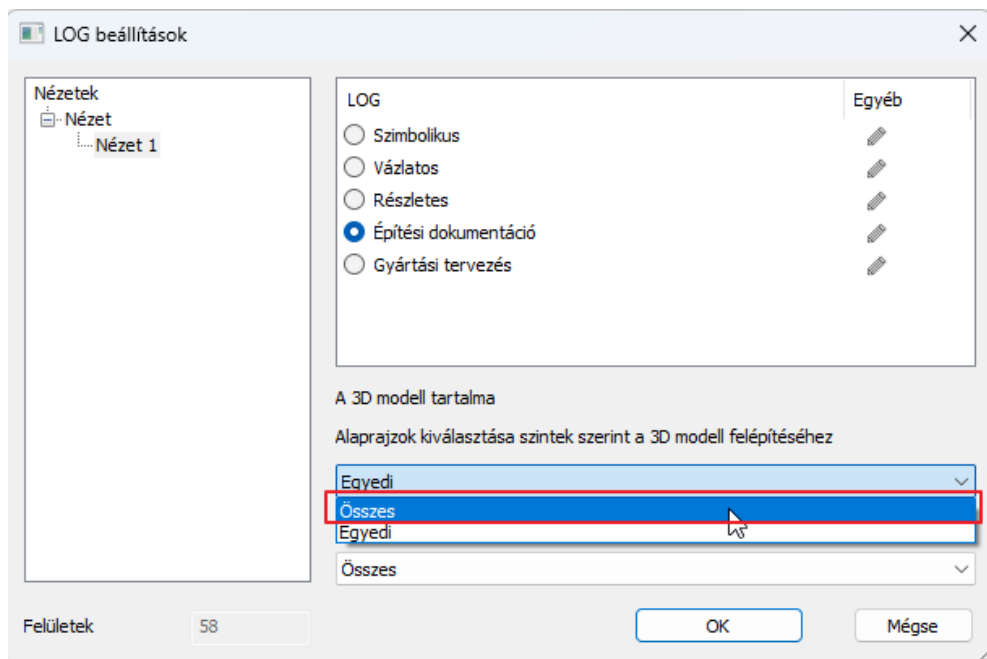 LOG beállítások
Nézetek
Nézet
Nézet 1
LOG Egyéb
Szimbolikus
Vázlatos
Részletes
Építési dokumentáció
Gyártási tervezés
A 3D modell tartalma
Alaprajzok kiválasztása szintek szerint a 3D modell felépítéséhez
Egyedi
Összes
Egyedi
Összes
Felületek 58
OK Mégse